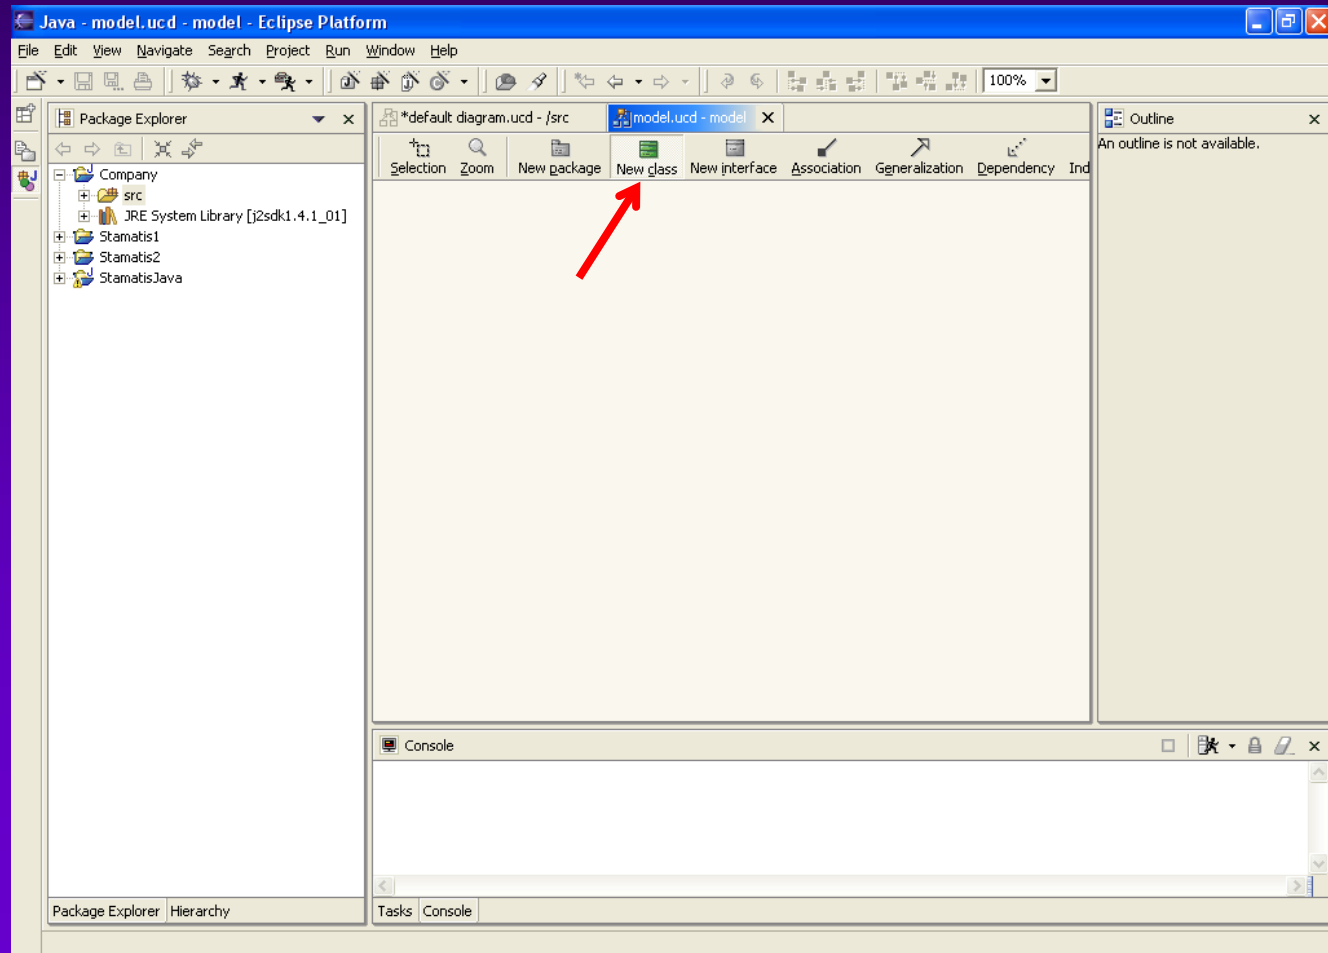 Java - model.ucd - model - Eclipse Platform
File Edit View Navigate Search Project Run Window Help
100%
Package Explorer
*default diagram.ucd - /src
model.ucd - model
Outline
Selection Zoom New package New class New interface Association Generalization Dependency Ind
An outline is not available.
Company
src
JRE System Library [j2sdk1.4.1_01]
Stamatis1
Stamatis2
StamatisJava
Console
Package Explorer Hierarchy
Tasks Console